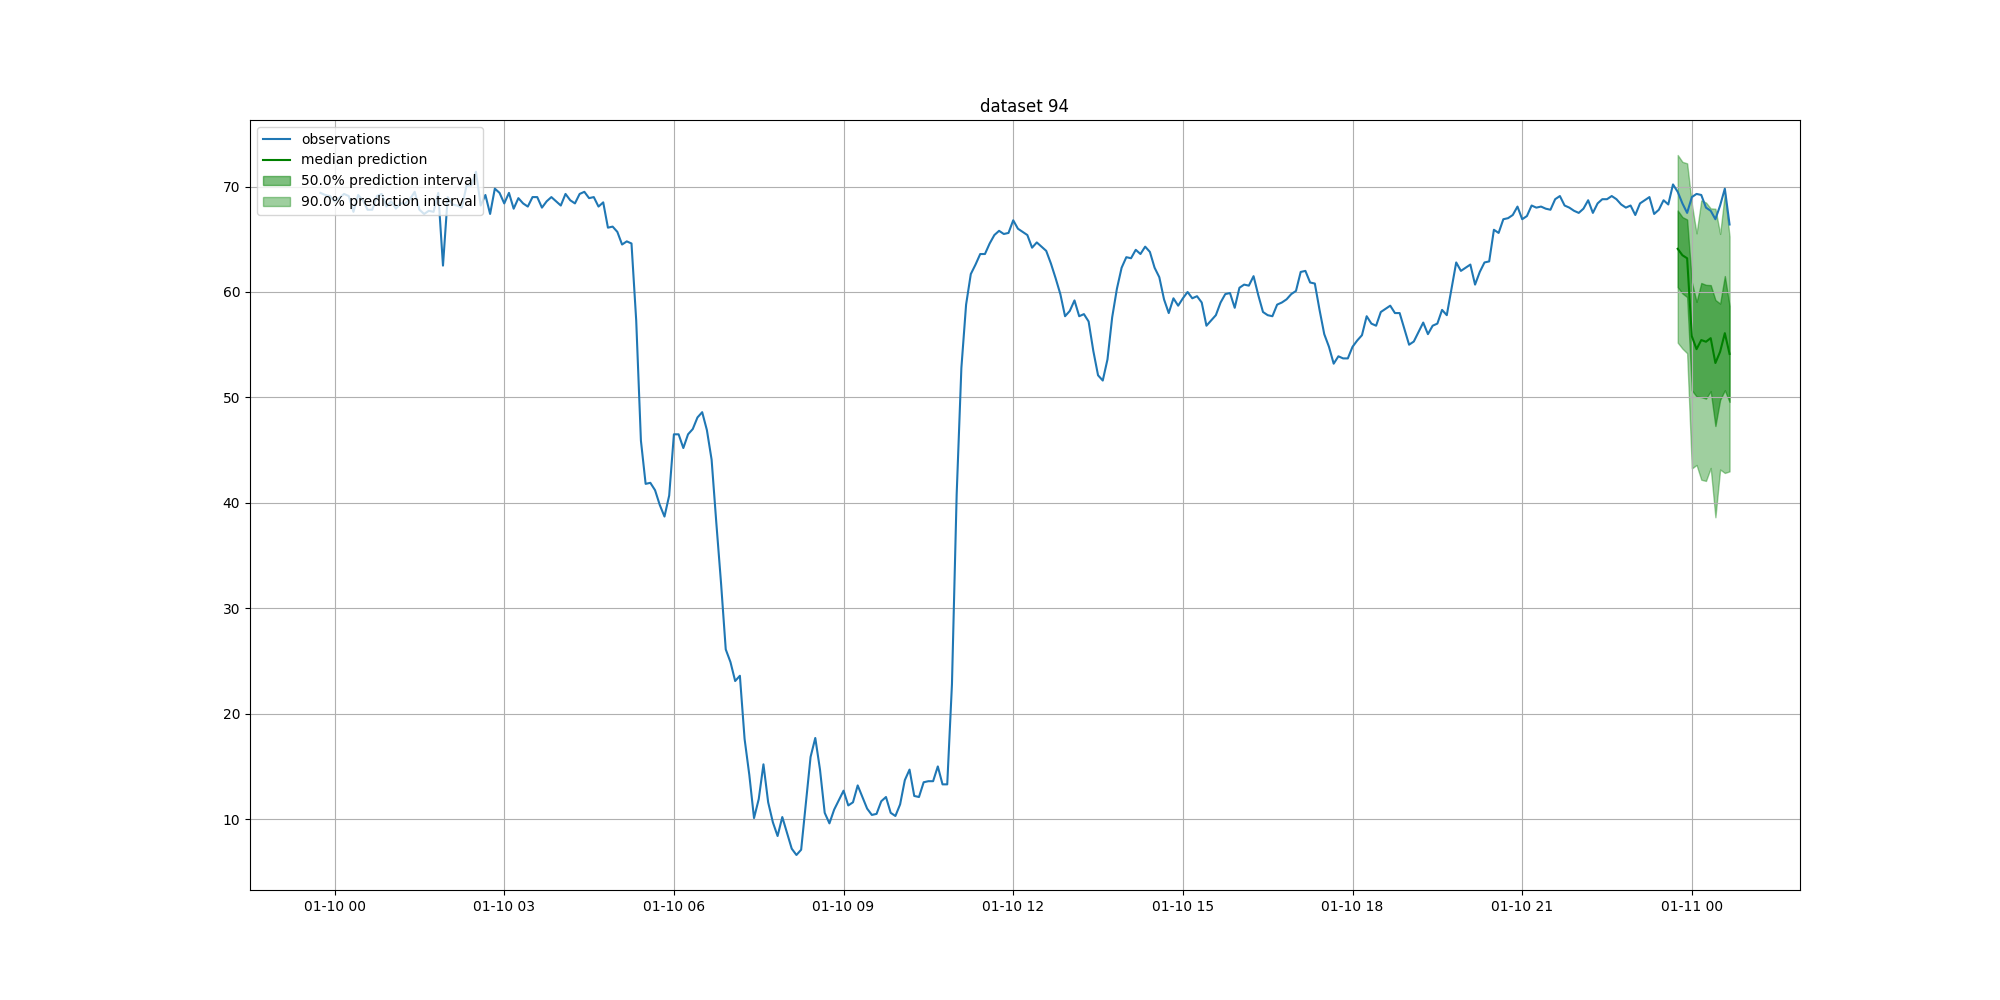 dataset 94
observations
median prediction
50.0% prediction interval
90.0% prediction interval
70
60
50
40
30
20
10
01-10 00 01-10 03 01-10 06 01-10 09 01-10 12 01-10 15 01-10 18 01-10 21 01-11 00